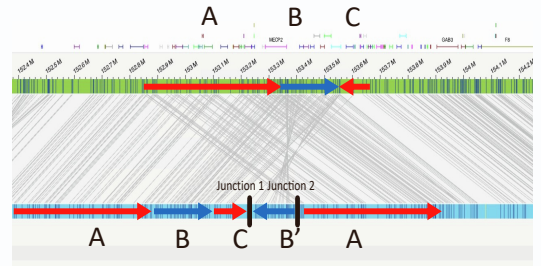 A B C
MECP2 GAB3 F8
152.4 M 152.5 M 152.6 M 152.7 M 152.8 M 152.9 M 153 M 153.1 M 153.2 M 153.3 M 153.4 M 153.5 M 153.6 M 153.7 M 153.8 M 153.9 M 154 M 154.1 M 154.2 M
Junction 1 Junction 2
A B C B’ A